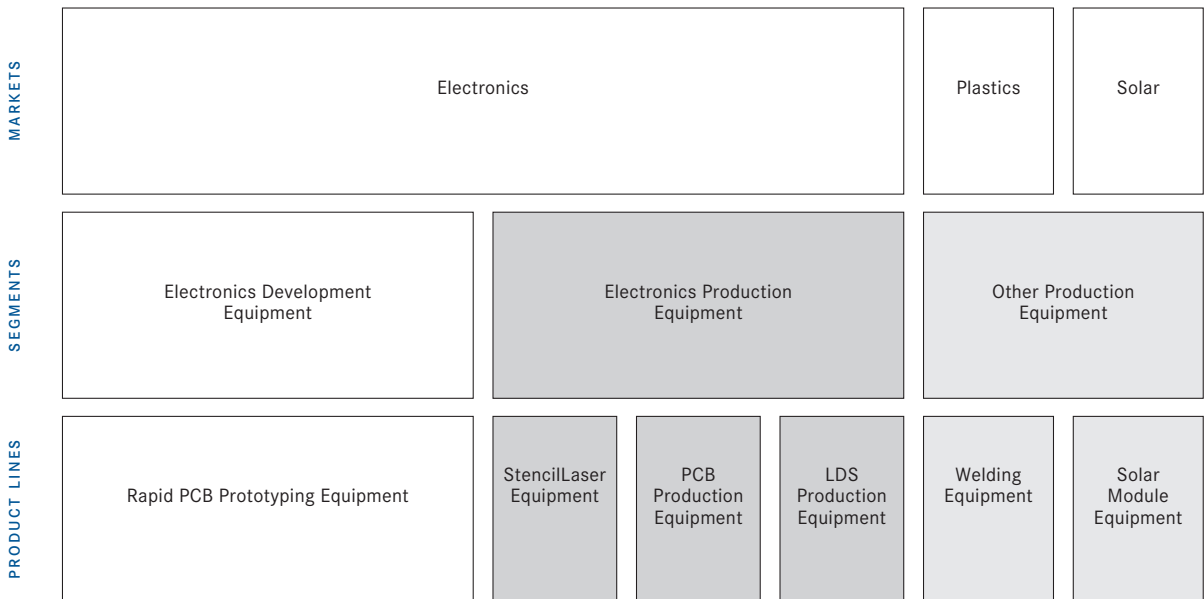 MARKETS
Electronics
Plastics
Solar
SEGMENTS
Electronics Development
Equipment
Electronics Production
Equipment
Other Production
Equipment
PRODUCT LINES
Rapid PCB Prototyping Equipment
StencilLaser
Equipment
PCB
Production
Equipment
LDS
Production
Equipment
Welding
Equipment
Solar
Module
Equipment